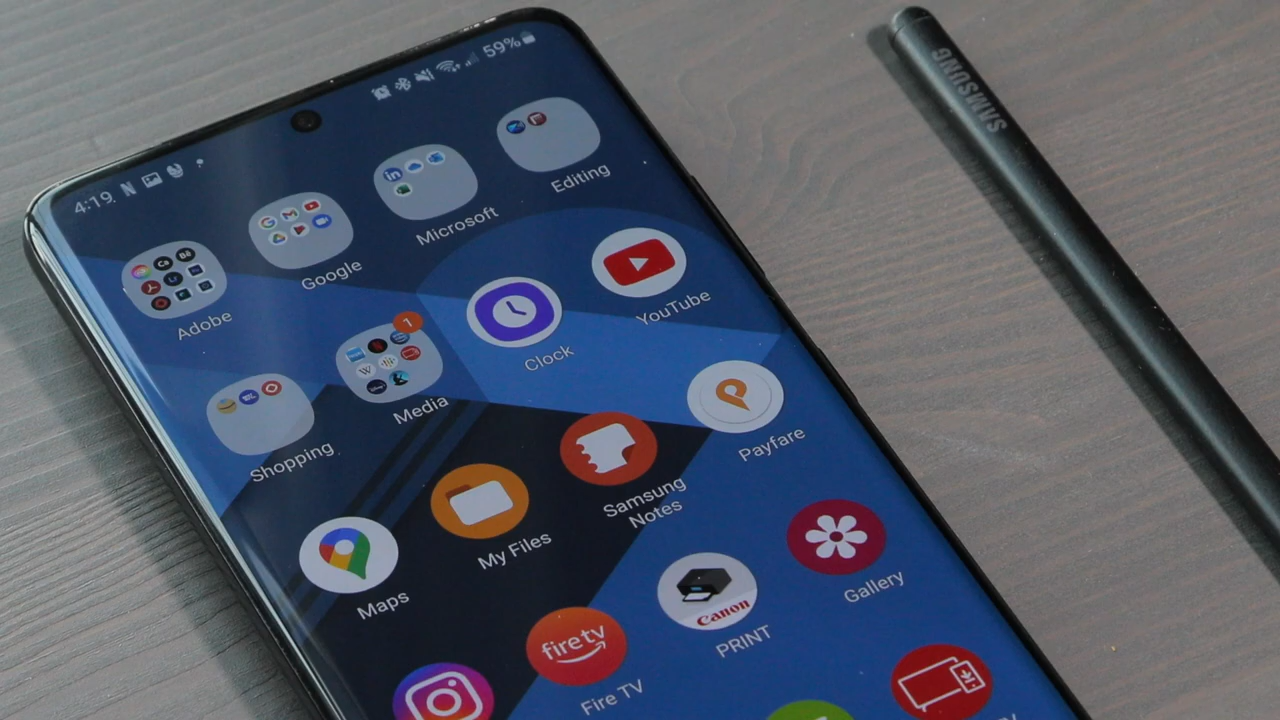 4:19
59%
SAMSUNG
Adobe
Google
Microsoft
Editing
Shopping
Media
1
Clock
YouTube
Maps
My Files
Samsung
Notes
Payfare
fire tv
Fire TV
Canon
PRINT
Gallery